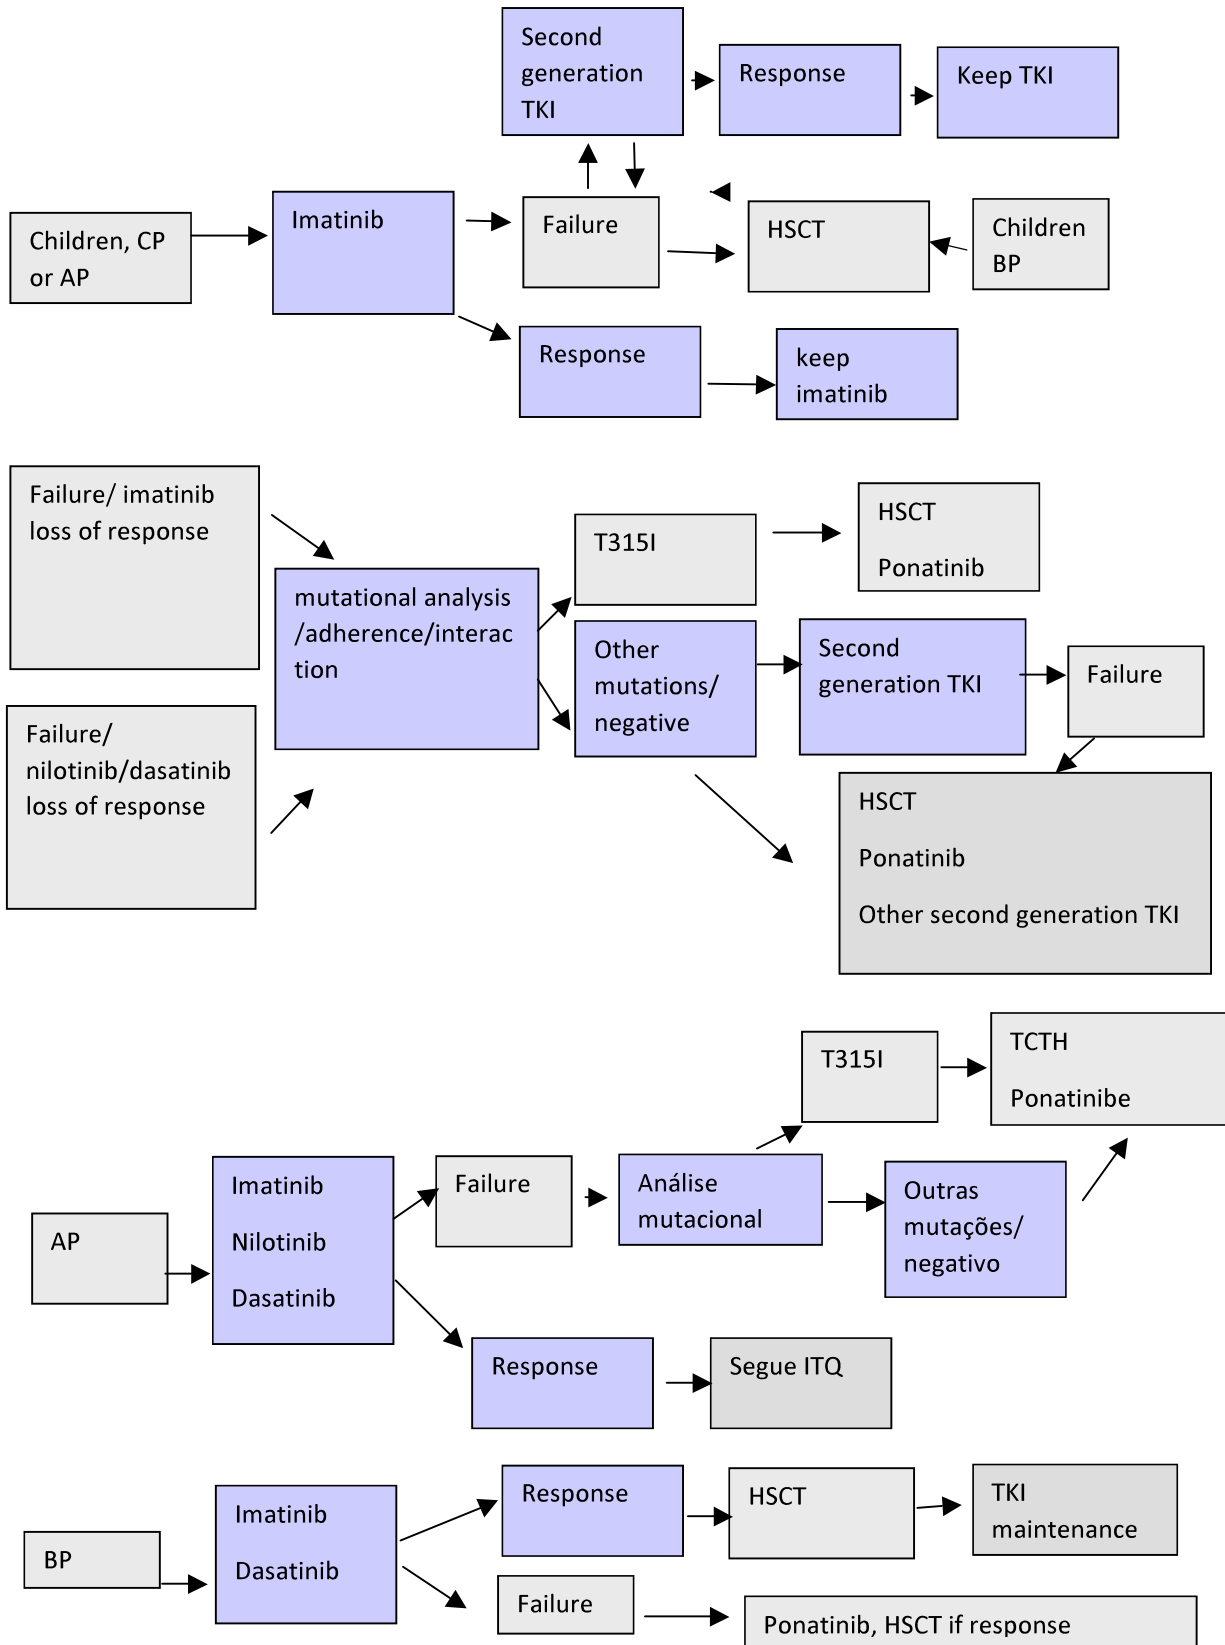 Second
generation
TKI
Response
Keep TKI
Children, CP
or AP
Imatinib
Failure
HSCT
Children
BP
Response
keep
imatinib
Failure/ imatinib
loss of response
Failure/
nilotinib/dasatinib
loss of response
mutational analysis
/adherence/interac
tion
T315I
HSCT
Ponatinib
Other
mutations/
negative
Second
generation TKI
Failure
HSCT
Ponatinib
Other second generation TKI
AP
Imatinib
Nilotinib
Dasatinib
Failure
Análise
mutacional
T315I
TCTH
Ponatinibe
Outras
mutações/
negativo
Response
Segue ITQ
BP
Imatinib
Dasatinib
Response
HSCT
TKI
maintenance
Failure
Ponatinib, HSCT if response